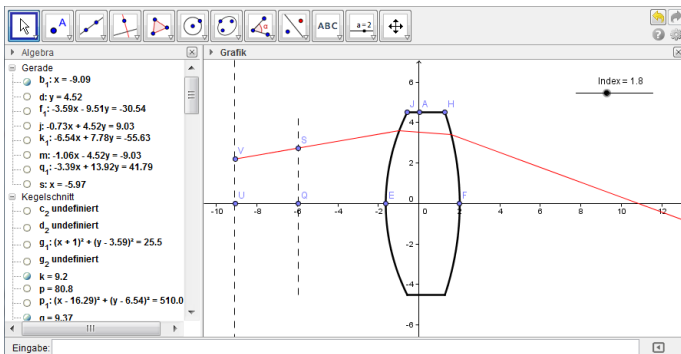 ABC
a=2
Algebra
Grafik
Gerade
b₁: x = -9.09
d: y = 4.52
f₁: -3.59x - 9.51y = -30.54
j: -0.73x + 4.52y = 9.03
k₁: -6.54x + 7.78y = -55.63
m: -1.06x - 4.52y = -9.03
q₁: -3.39x + 13.92y = 41.79
s: x = -5.97
Kegelschnitt
c₂ undefiniert
d₂ undefiniert
g₁: (x + 1)² + (y - 3.59)² = 25.5
g₂ undefiniert
k = 9.2
p = 80.8
p₁: (x - 16.29)² + (y - 6.54)² = 510.0
q = 9.37
Index = 1.8
J A H
V S
U Q E F
6
4
2
0
-2
-4
-6
-10 -8 -6 -4 -2 0 2 4 6 8 10 12
Eingabe: